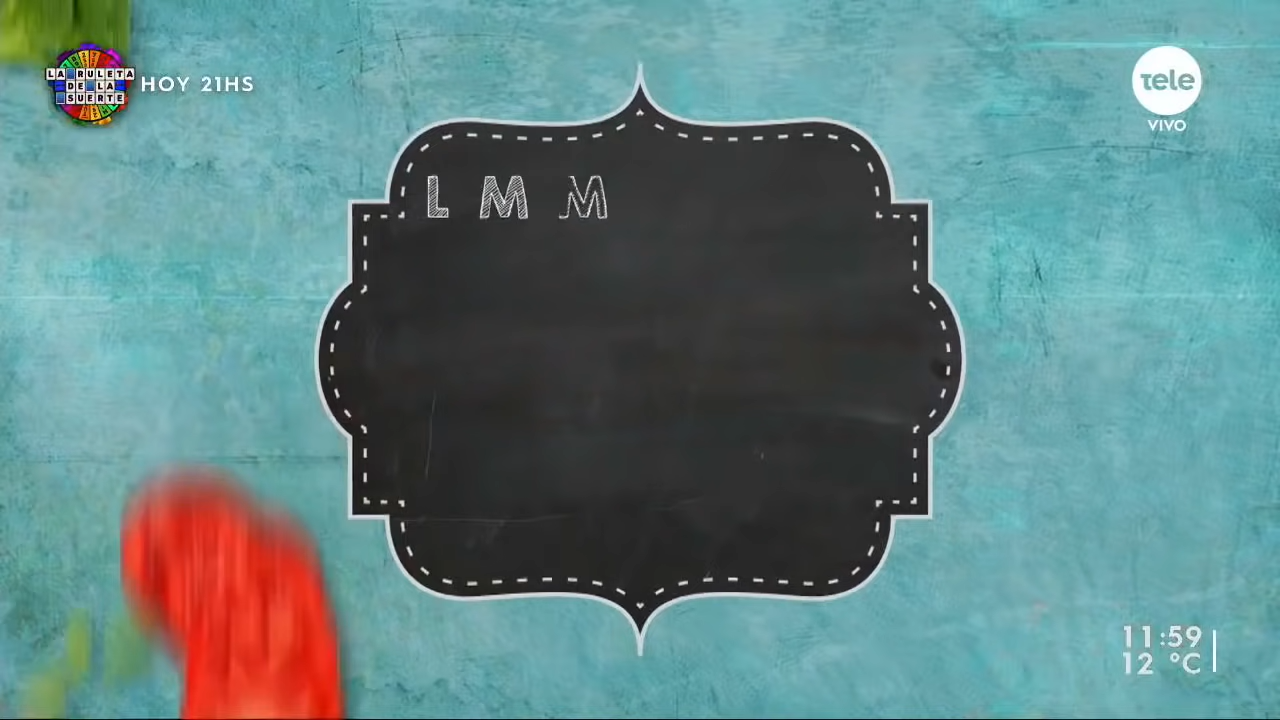 LA RULETA
DE LA
SUERTE
HOY 21HS
tele
VIVO
L M M
11:59
12 °C